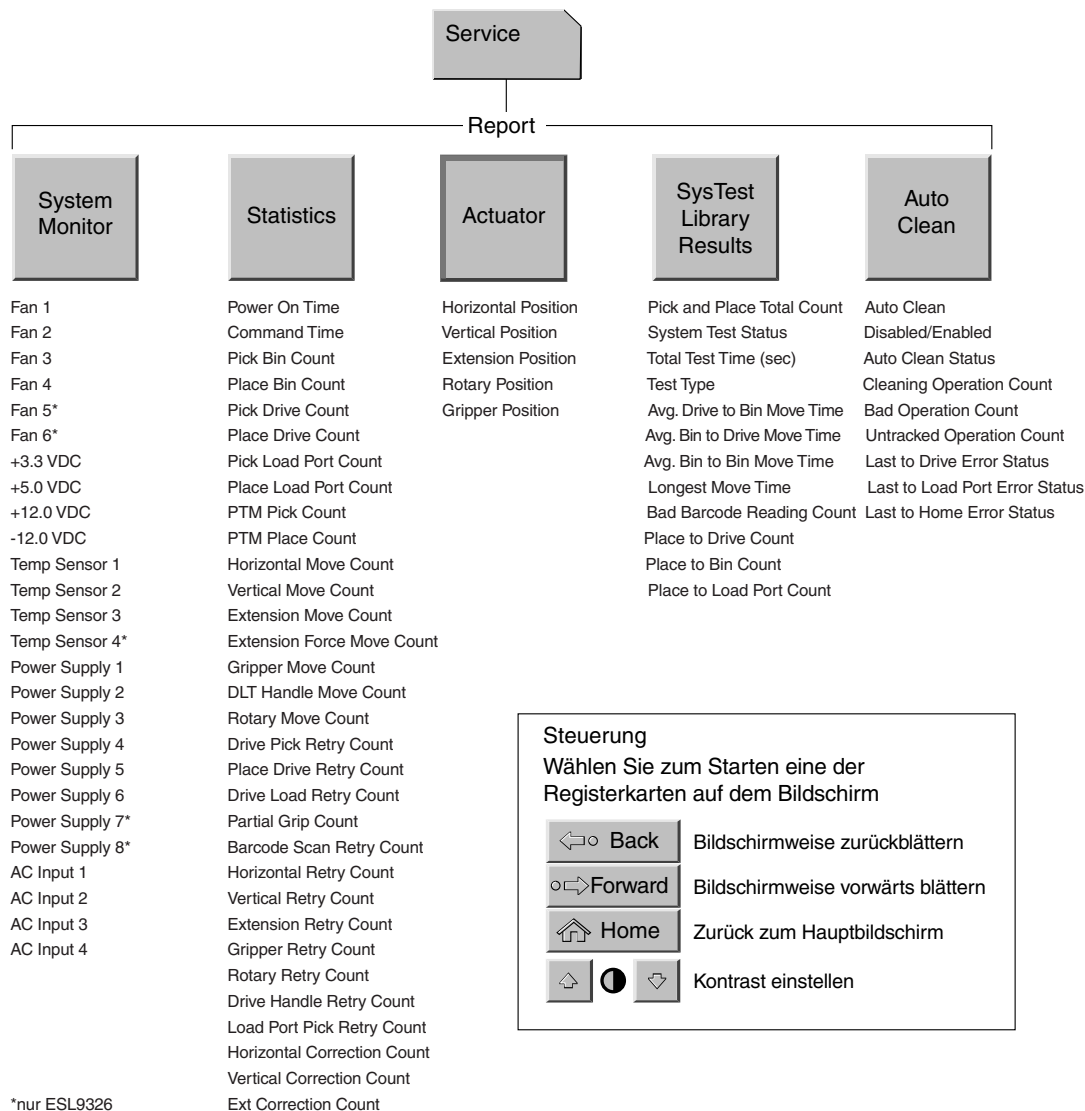 Service
Report
System
Monitor
Fan 1
Fan 2
Fan 3
Fan 4
Fan 5*
Fan 6*
+3.3 VDC
+5.0 VDC
+12.0 VDC
-12.0 VDC
Temp Sensor 1
Temp Sensor 2
Temp Sensor 3
Temp Sensor 4*
Power Supply 1
Power Supply 2
Power Supply 3
Power Supply 4
Power Supply 5
Power Supply 6
Power Supply 7*
Power Supply 8*
AC Input 1
AC Input 2
AC Input 3
AC Input 4
*nur ESL9326
Statistics
Power On Time
Command Time
Pick Bin Count
Place Bin Count
Pick Drive Count
Place Drive Count
Pick Load Port Count
Place Load Port Count
PTM Pick Count
PTM Place Count
Horizontal Move Count
Vertical Move Count
Extension Move Count
Extension Force Move Count
Gripper Move Count
DLT Handle Move Count
Rotary Move Count
Drive Pick Retry Count
Place Drive Retry Count
Drive Load Retry Count
Partial Grip Count
Barcode Scan Retry Count
Horizontal Retry Count
Vertical Retry Count
Extension Retry Count
Gripper Retry Count
Rotary Retry Count
Drive Handle Retry Count
Load Port Pick Retry Count
Horizontal Correction Count
Vertical Correction Count
Ext Correction Count
Actuator
Horizontal Position
Vertical Position
Extension Position
Rotary Position
Gripper Position
SysTest
Library
Results
Pick and Place Total Count
System Test Status
Total Test Time (sec)
Test Type
Avg. Drive to Bin Move Time
Avg. Bin to Drive Move Time
Avg. Bin to Bin Move Time
Longest Move Time
Bad Barcode Reading Count
Place to Drive Count
Place to Bin Count
Place to Load Port Count
Auto
Clean
Auto Clean
Disabled/Enabled
Auto Clean Status
Cleaning Operation Count
Bad Operation Count
Untracked Operation Count
Last to Drive Error Status
Last to Load Port Error Status
Last to Home Error Status
Steuerung
Wählen Sie zum Starten eine der
Registerkarten auf dem Bildschirm
Back Bildschirmweise zurückblättern
Forward Bildschirmweise vorwärts blättern
Home Zurück zum Hauptbildschirm
Kontrast einstellen